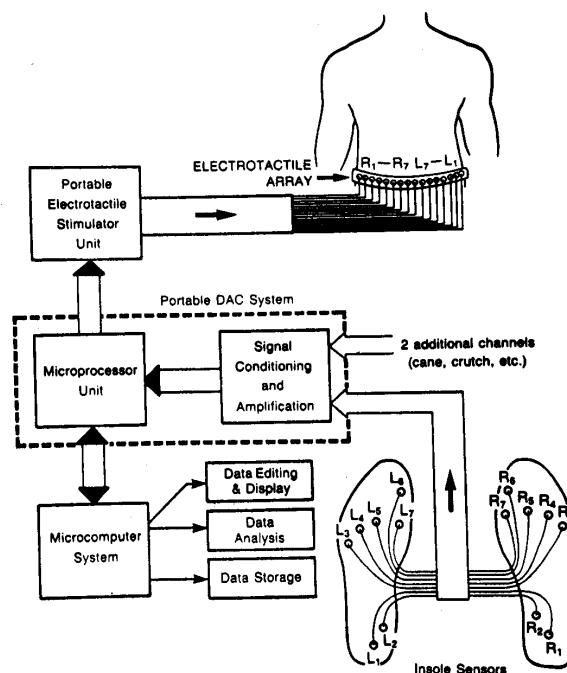 R1—R7 L7—L1
ELECTROTACTILE
ARRAY
Portable
Electrotactile
Stimulator
Unit
Portable DAC System
Microprocessor
Unit
Signal
Conditioning
and
Amplification
2 additional channels
(cane, crutch, etc.)
Microcomputer
System
Data Editing
& Display
Data
Analysis
Data Storage
L6
L5
L7
L4
L3
L2
L1
R6
R7
R5
R4
R
R2
R1
Insole Sensors